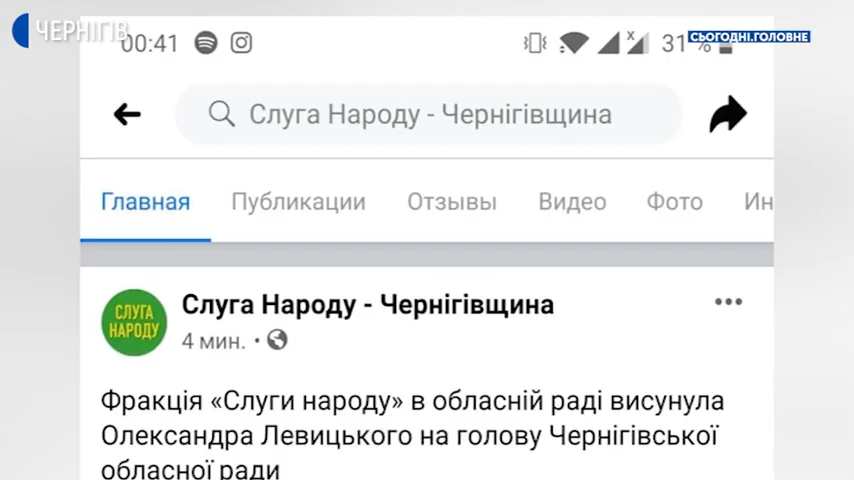 ЧЕРНІГІВ
СЬОГОДНІ.ГОЛОВНЕ
00:41
31 %
Слуга Народу - Чернігівщина
Главная Публикации Отзывы Видео Фото Ин
СЛУГА
НАРОДУ
Слуга Народу - Чернігівщина
4 мин.
Фракція «Слуги народу» в обласній раді висунула
Олександра Левицького на голову Чернігівської
обласної ради